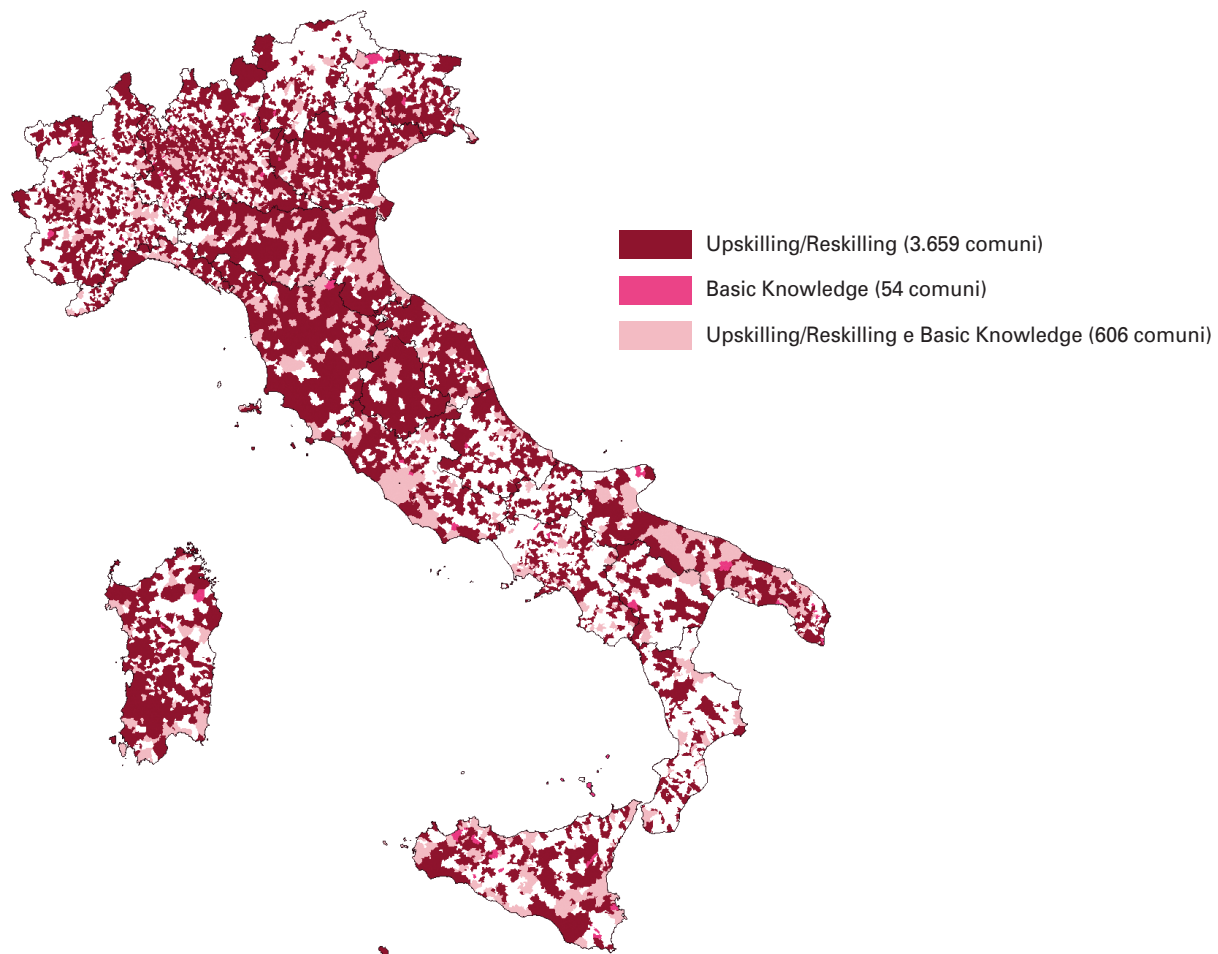 Upskilling/Reskilling (3.659 comuni)
Basic Knowledge (54 comuni)
Upskilling/Reskilling e Basic Knowledge (606 comuni)